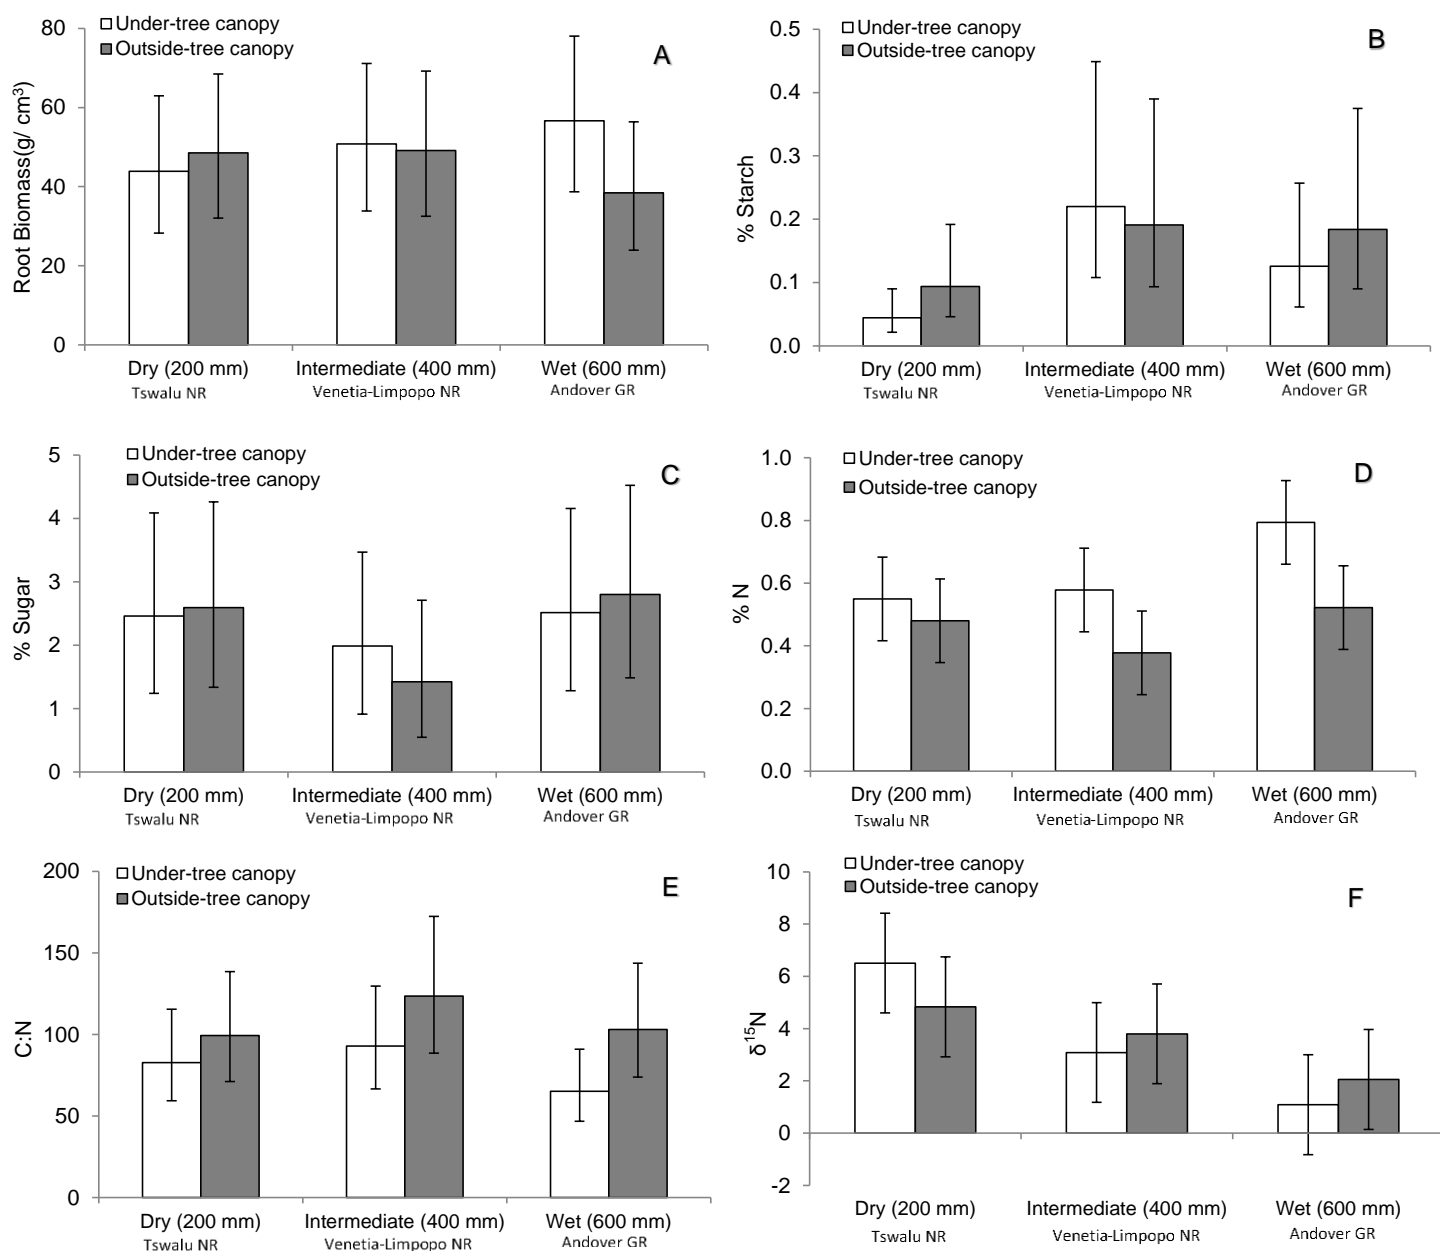 Under-tree canopy
Outside-tree canopy
A
Root Biomass(g/ cm³)
80
60
40
20
0
Dry (200 mm) Intermediate (400 mm) Wet (600 mm)
Tswalu NR Venetia-Limpopo NR Andover GR
Under-tree canopy
Outside-tree canopy
B
% Starch
0.5
0.4
0.3
0.2
0.1
0.0
Dry (200 mm) Intermediate (400 mm) Wet (600 mm)
Tswalu NR Venetia-Limpopo NR Andover GR
Under-tree canopy
Outside-tree canopy
C
% Sugar
5
4
3
2
1
0
Dry (200 mm) Intermediate (400 mm) Wet (600 mm)
Tswalu NR Venetia-Limpopo NR Andover GR
Under-tree canopy
Outside-tree canopy
D
% N
1.0
0.8
0.6
0.4
0.2
0.0
Dry (200 mm) Intermediate (400 mm) Wet (600 mm)
Tswalu NR Venetia-Limpopo NR Andover GR
Under-tree canopy
Outside-tree canopy
E
C:N
200
150
100
50
0
Dry (200 mm) Intermediate (400 mm) Wet (600 mm)
Tswalu NR Venetia-Limpopo NR Andover GR
Under-tree canopy
Outside-tree canopy
F
δ¹⁵N
10
8
6
4
2
0
-2
Dry (200 mm) Intermediate (400 mm) Wet (600 mm)
Tswalu NR Venetia-Limpopo NR Andover GR